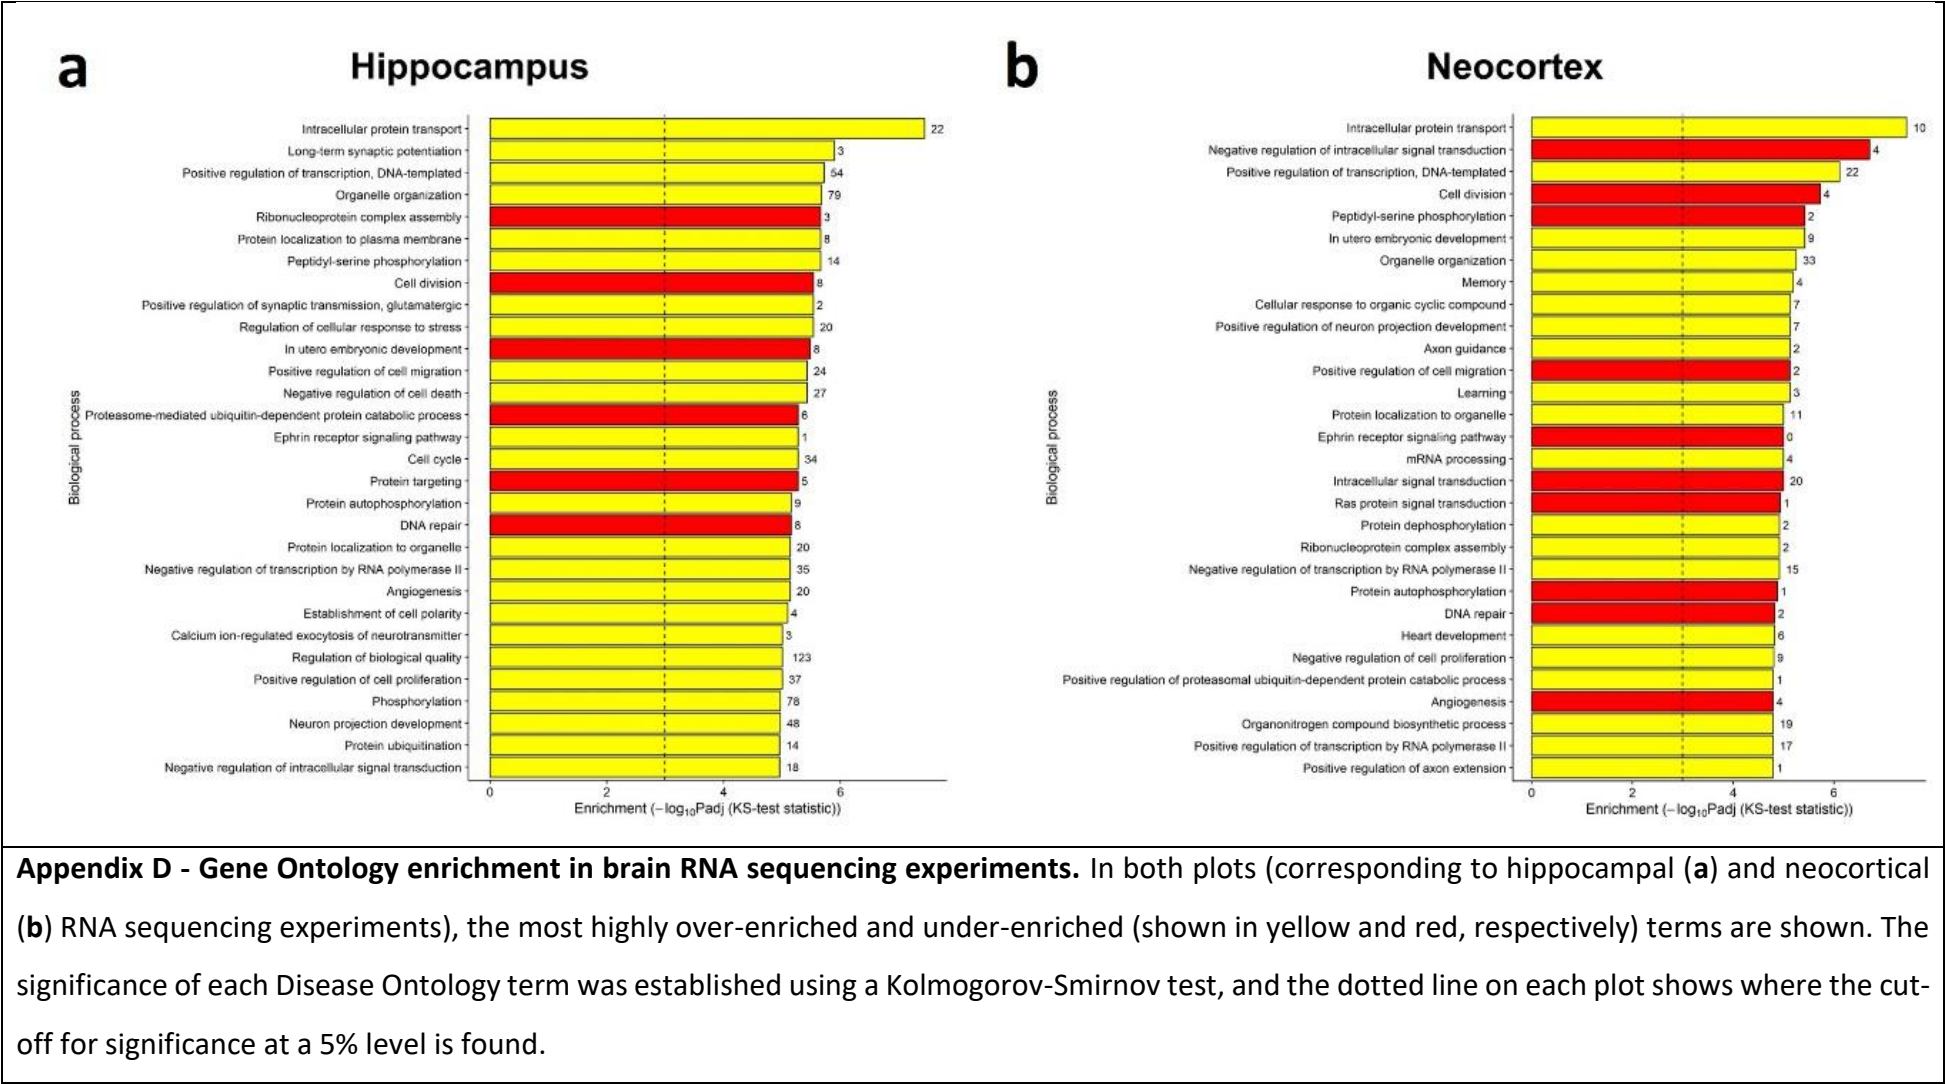 a
Hippocampus
Biological process
Intracellular protein transport 22
Long-term synaptic potentiation 3
Positive regulation of transcription, DNA-templated 54
Organelle organization 79
Ribonucleoprotein complex assembly 3
Protein localization to plasma membrane 8
Peptidyl-serine phosphorylation 14
Cell division 8
Positive regulation of synaptic transmission, glutamatergic 2
Regulation of cellular response to stress 20
In utero embryonic development 8
Positive regulation of cell migration 24
Negative regulation of cell death 27
Proteasome-mediated ubiquitin-dependent protein catabolic process 6
Ephrin receptor signaling pathway 1
Cell cycle 34
Protein targeting 5
Protein autophosphorylation 9
DNA repair 8
Protein localization to organelle 20
Negative regulation of transcription by RNA polymerase II 35
Angiogenesis 20
Establishment of cell polarity 4
Calcium ion-regulated exocytosis of neurotransmitter 3
Regulation of biological quality 123
Positive regulation of cell proliferation 37
Phosphorylation 78
Neuron projection development 48
Protein ubiquitination 14
Negative regulation of intracellular signal transduction 18
0 2 4 6
Enrichment (−log10Padj (KS-test statistic))
b
Neocortex
Biological process
Intracellular protein transport 10
Negative regulation of intracellular signal transduction 4
Positive regulation of transcription, DNA-templated 22
Cell division 4
Peptidyl-serine phosphorylation 2
In utero embryonic development 9
Organelle organization 33
Memory 4
Cellular response to organic cyclic compound 7
Positive regulation of neuron projection development 7
Axon guidance 2
Positive regulation of cell migration 2
Learning 3
Protein localization to organelle 11
Ephrin receptor signaling pathway 0
mRNA processing 4
Intracellular signal transduction 20
Ras protein signal transduction 1
Protein dephosphorylation 2
Ribonucleoprotein complex assembly 2
Negative regulation of transcription by RNA polymerase II 15
Protein autophosphorylation 1
DNA repair 2
Heart development 6
Negative regulation of cell proliferation 9
Positive regulation of proteasomal ubiquitin-dependent protein catabolic process 1
Angiogenesis 4
Organonitrogen compound biosynthetic process 19
Positive regulation of transcription by RNA polymerase II 17
Positive regulation of axon extension 1
0 2 4 6
Enrichment (−log10Padj (KS-test statistic))
Appendix D - Gene Ontology enrichment in brain RNA sequencing experiments. In both plots (corresponding to hippocampal (a) and neocortical
(b) RNA sequencing experiments), the most highly over-enriched and under-enriched (shown in yellow and red, respectively) terms are shown. The
significance of each Disease Ontology term was established using a Kolmogorov-Smirnov test, and the dotted line on each plot shows where the cut-
off for significance at a 5% level is found.